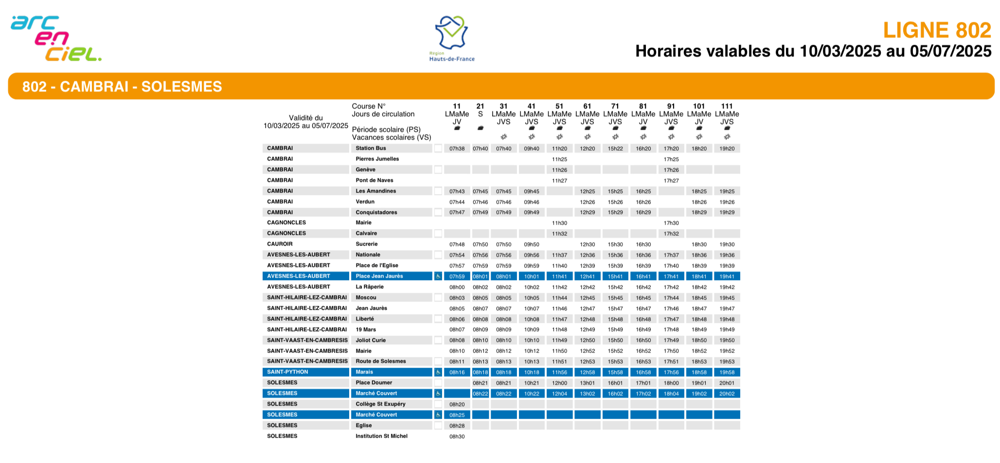 arc
en
ciel.
Région
Hauts-de-France
LIGNE 802
Horaires valables du 10/03/2025 au 05/07/2025
802 - CAMBRAI - SOLESMES
Validité du
10/03/2025 au 05/07/2025
Course N° 11 21 31 41 51 61 71 81 91 101 111
Jours de circulation LMaMe S LMaMe LMaMe LMaMe LMaMe LMaMe LMaMe LMaMe LMaMe LMaMe
JV JVS JVS JVS JVS JVS JV JVS JV JVS
Période scolaire (PS)
Vacances scolaires (VS)
CAMBRAI Station Bus 07h38 07h40 07h40 09h40 11h20 12h20 15h22 16h20 17h20 18h20 19h20
CAMBRAI Pierres Jumelles 11h25 17h25
CAMBRAI Genève 11h26 17h26
CAMBRAI Pont de Naves 11h27 17h27
CAMBRAI Les Amandines 07h43 07h45 07h45 09h45 12h25 15h25 16h25 18h25 19h25
CAMBRAI Verdun 07h44 07h46 07h46 09h46 12h26 15h26 16h26 18h26 19h26
CAMBRAI Conquistadores 07h47 07h49 07h49 09h49 12h29 15h29 16h29 18h29 19h29
CAGNONCLES Mairie 11h30 17h30
CAGNONCLES Calvaire 11h32 17h32
CAUROIR Sucrerie 07h48 07h50 07h50 09h50 12h30 15h30 16h30 18h30 19h30
AVESNES-LES-AUBERT Nationale 07h54 07h56 07h56 09h56 11h37 12h36 15h36 16h36 17h37 18h36 19h36
AVESNES-LES-AUBERT Place de l'Eglise 07h57 07h59 07h59 09h59 11h40 12h39 15h39 16h39 17h40 18h39 19h39
AVESNES-LES-AUBERT Place Jean Jaurès 07h59 08h01 08h01 10h01 11h41 12h41 15h41 16h41 17h41 18h41 19h41
AVESNES-LES-AUBERT La Râperie 08h00 08h02 08h02 10h02 11h42 12h42 15h42 16h42 17h42 18h42 19h42
SAINT-HILAIRE-LEZ-CAMBRAI Moscou 08h03 08h05 08h05 10h05 11h44 12h45 15h45 16h45 17h44 18h45 19h45
SAINT-HILAIRE-LEZ-CAMBRAI Jean Jaurès 08h05 08h07 08h07 10h07 11h46 12h47 15h47 16h47 17h46 18h47 19h47
SAINT-HILAIRE-LEZ-CAMBRAI Liberté 08h06 08h08 08h08 10h08 11h47 12h48 15h48 16h48 17h47 18h48 19h48
SAINT-HILAIRE-LEZ-CAMBRAI 19 Mars 08h07 08h09 08h09 10h09 11h48 12h49 15h49 16h49 17h48 18h49 19h49
SAINT-VAAST-EN-CAMBRESIS Joliot Curie 08h08 08h10 08h10 10h10 11h49 12h50 15h50 16h50 17h49 18h50 19h50
SAINT-VAAST-EN-CAMBRESIS Mairie 08h10 08h12 08h12 10h12 11h50 12h52 15h52 16h52 17h50 18h52 19h52
SAINT-VAAST-EN-CAMBRESIS Route de Solesmes 08h11 08h13 08h13 10h13 11h51 12h53 15h53 16h53 17h51 18h53 19h53
SAINT-PYTHON Marais 08h16 08h18 08h18 10h18 11h56 12h58 15h58 16h58 17h56 18h58 19h58
SOLESMES Place Doumer 08h21 08h21 10h21 12h00 13h01 16h01 17h01 18h00 19h01 20h01
SOLESMES Marché Couvert 08h22 08h22 10h22 12h04 13h02 16h02 17h02 18h04 19h02 20h02
SOLESMES Collège St Exupéry 08h20
SOLESMES Marché Couvert 08h25
SOLESMES Eglise 08h28
SOLESMES Institution St Michel 08h30